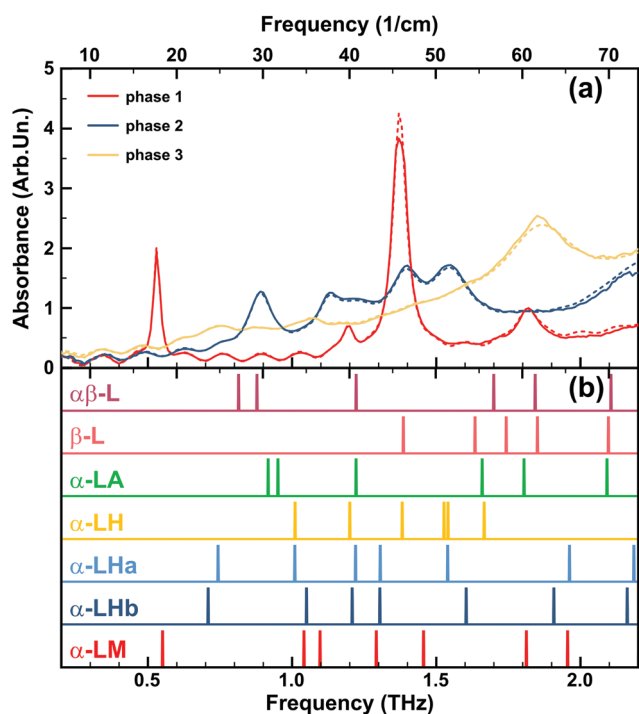 Frequency (1/cm)
10 20 30 40 50 60 70
5
(a)
phase 1
4
phase 2
phase 3
3
2
1
0
Absorbance (Arb.Un.)
(b)
αβ-L
β-L
α-LA
α-LH
α-LHa
α-LHb
α-LM
0.5 1.0 1.5 2.0
Frequency (THz)